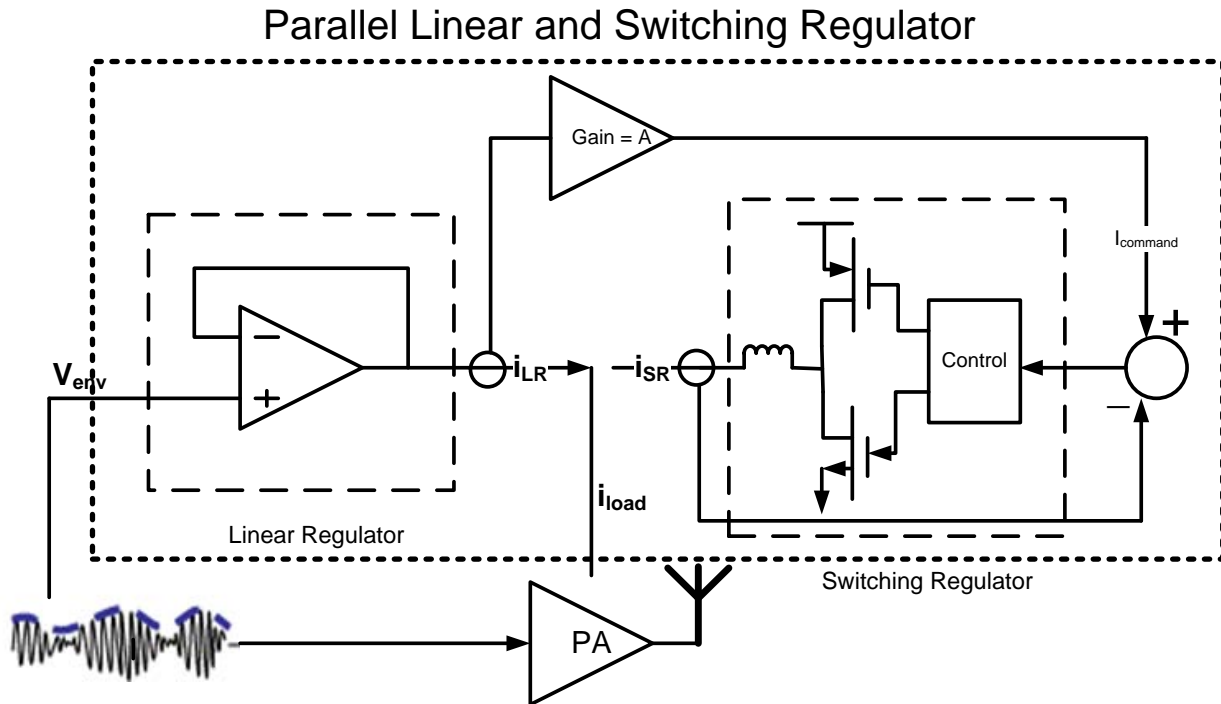 Parallel Linear and Switching Regulator
Gain = A
Icommand
Control
+
−
Venv
−
+
iLR
iSR
iload
Linear Regulator
Switching Regulator
PA